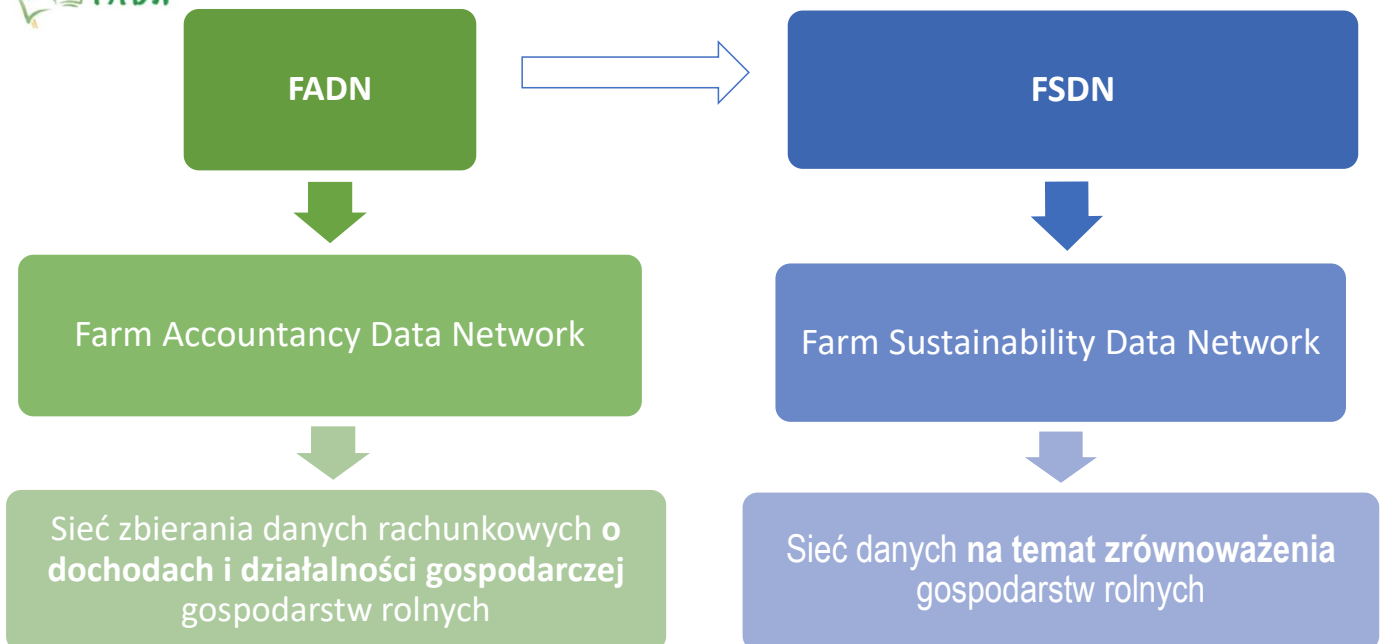 FADN
FADN
FSDN
Farm Accountancy Data Network
Farm Sustainability Data Network
Sieć zbierania danych rachunkowych o
dochodach i działalności gospodarczej
gospodarstw rolnych
Sieć danych na temat zrównoważenia
gospodarstw rolnych